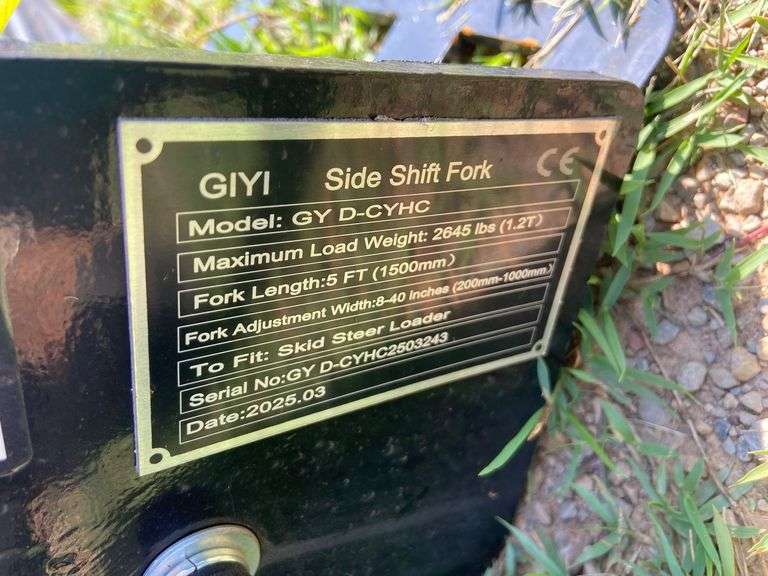 GIYI Side Shift Fork CE
Model: GY D-CYHC
Maximum Load Weight: 2645 lbs (1.2T)
Fork Length:5 FT (1500mm)
Fork Adjustment Width:8-40 Inches (200mm-1000mm)
To Fit: Skid Steer Loader
Serial No:GY D-CYHC2503243
Date:2025.03